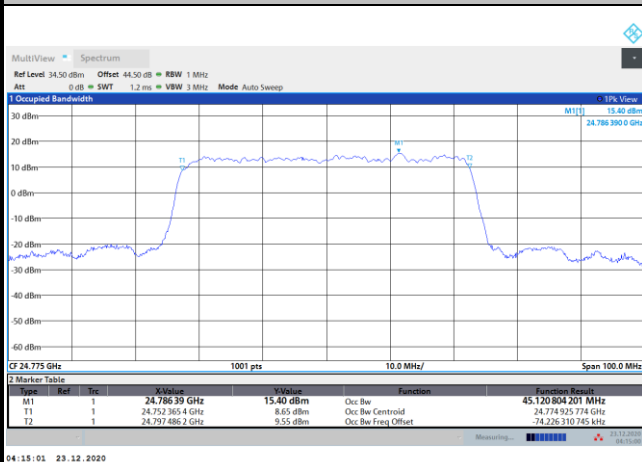 MultiView Spectrum
Ref Level 34.50 dBm Offset 44.50 dB RBW 1 MHz
Att 0 dB SWT 1.2 ms VBW 3 MHz Mode Auto Sweep
1 Occupied Bandwidth 1Pk View
M1[1] 15.40 dBm
24.786 390 0 GHz
30 dBm
20 dBm
M1
T1 T2
10 dBm
0 dBm
-10 dBm
-20 dBm
-30 dBm
-40 dBm
-50 dBm
-60 dBm
CF 24.775 GHz 1001 pts 10.0 MHz/ Span 100.0 MHz
2 Marker Table
Type Ref Trc X-Value Y-Value Function Function Result
M1 1 24.786 39 GHz 15.40 dBm Occ Bw 45.120 804 201 MHz
T1 1 24.752 365 4 GHz 8.65 dBm Occ Bw Centroid 24.774 925 774 GHz
T2 1 24.797 486 2 GHz 9.55 dBm Occ Bw Freq Offset -74.226 310 745 kHz
Measuring... 23.12.2020
04:15:00
04:15:01 23.12.2020